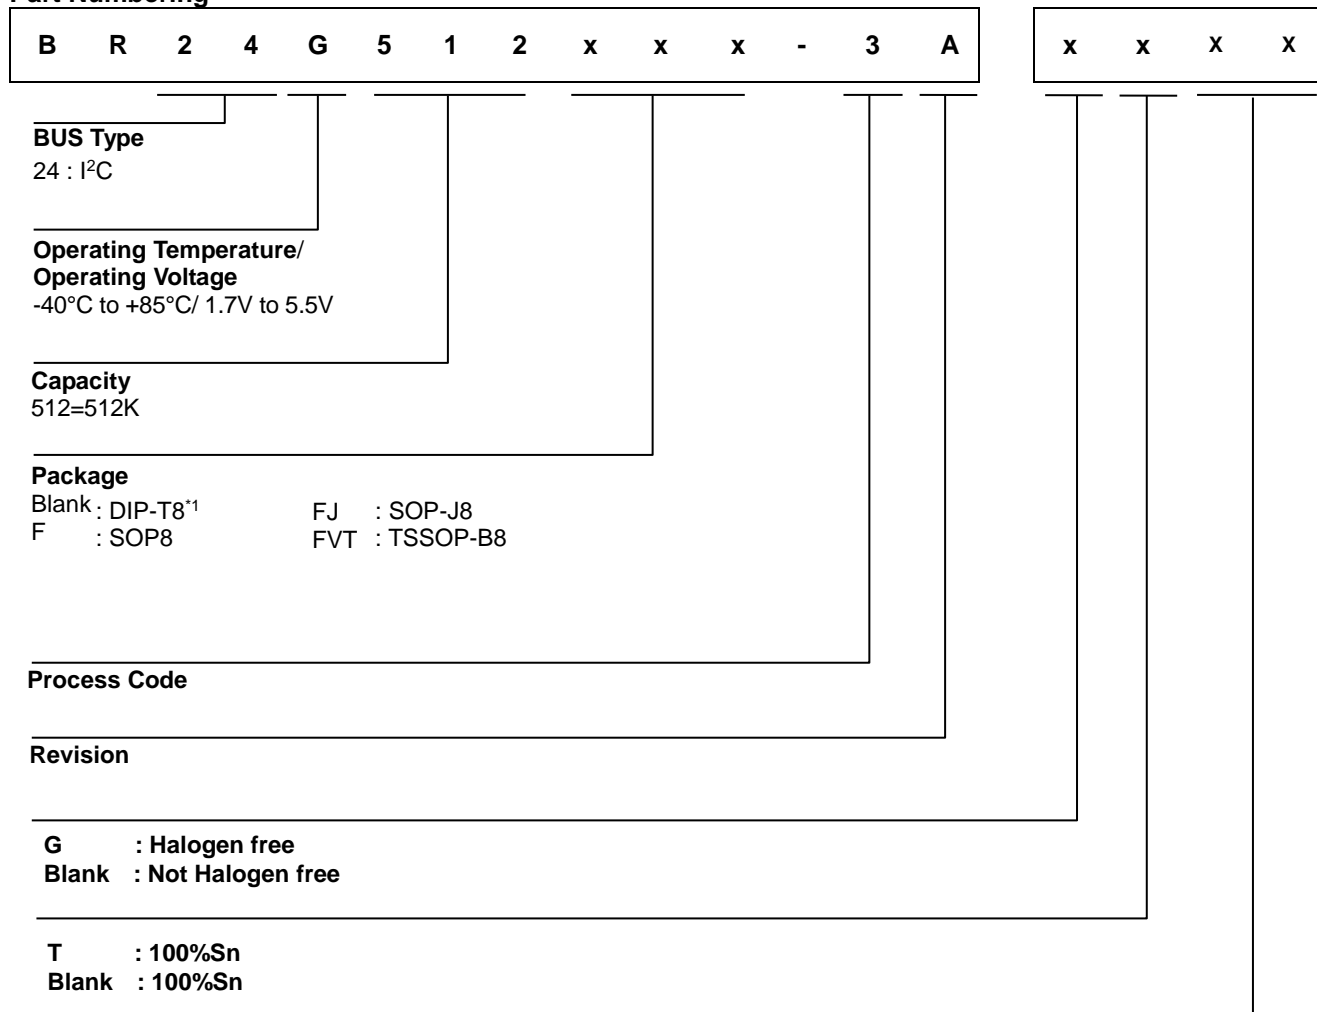 B R 2 4 G 5 1 2 x x x - 3 A x x x x
BUS Type
24 : I²C
Operating Temperature/
Operating Voltage
-40°C to +85°C/ 1.7V to 5.5V
Capacity
512=512K
Package
Blank : DIP-T8*1 FJ : SOP-J8
F : SOP8 FVT : TSSOP-B8
Process Code
Revision
G : Halogen free
Blank : Not Halogen free
T : 100%Sn
Blank : 100%Sn